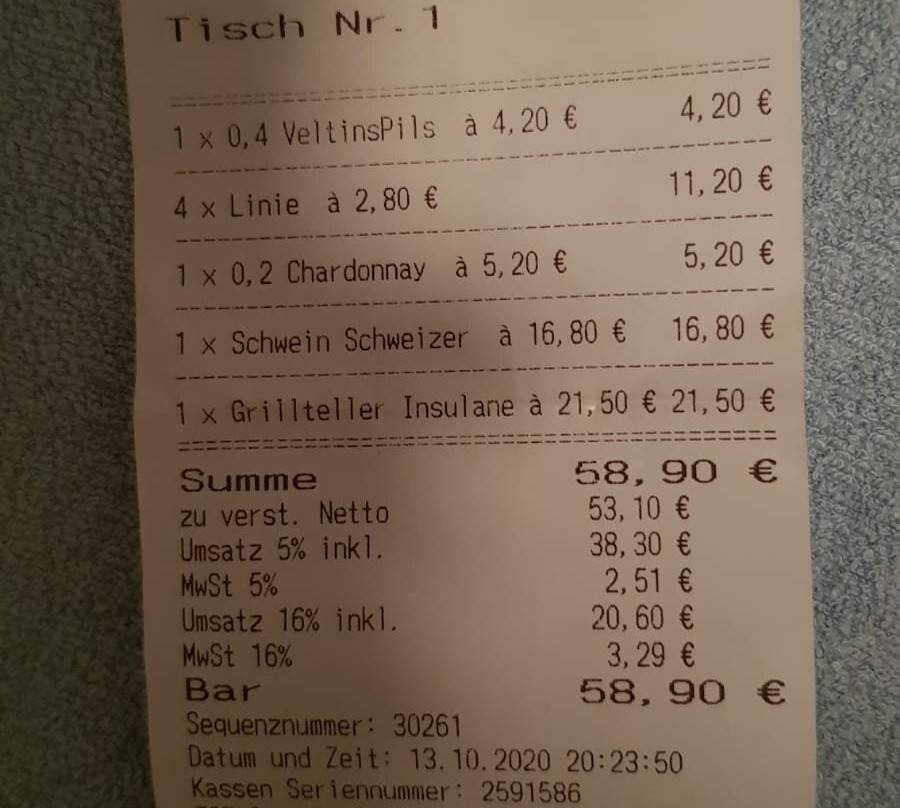 Tisch Nr. 1
1 x 0,4 VeltinsPils à 4,20 € 4,20 €
4 x Linie à 2,80 € 11,20 €
1 x 0,2 Chardonnay à 5,20 € 5,20 €
1 x Schwein Schweizer à 16,80 € 16,80 €
1 x Grillteller Insulane à 21,50 € 21,50 €
Summe 58,90 €
zu verst. Netto 53,10 €
Umsatz 5% inkl. 38,30 €
MwSt 5% 2,51 €
Umsatz 16% inkl. 20,60 €
MwSt 16% 3,29 €
Bar 58,90 €
Sequenznummer: 30261
Datum und Zeit: 13.10.2020 20:23:50
Kassen Seriennummer: 2591586